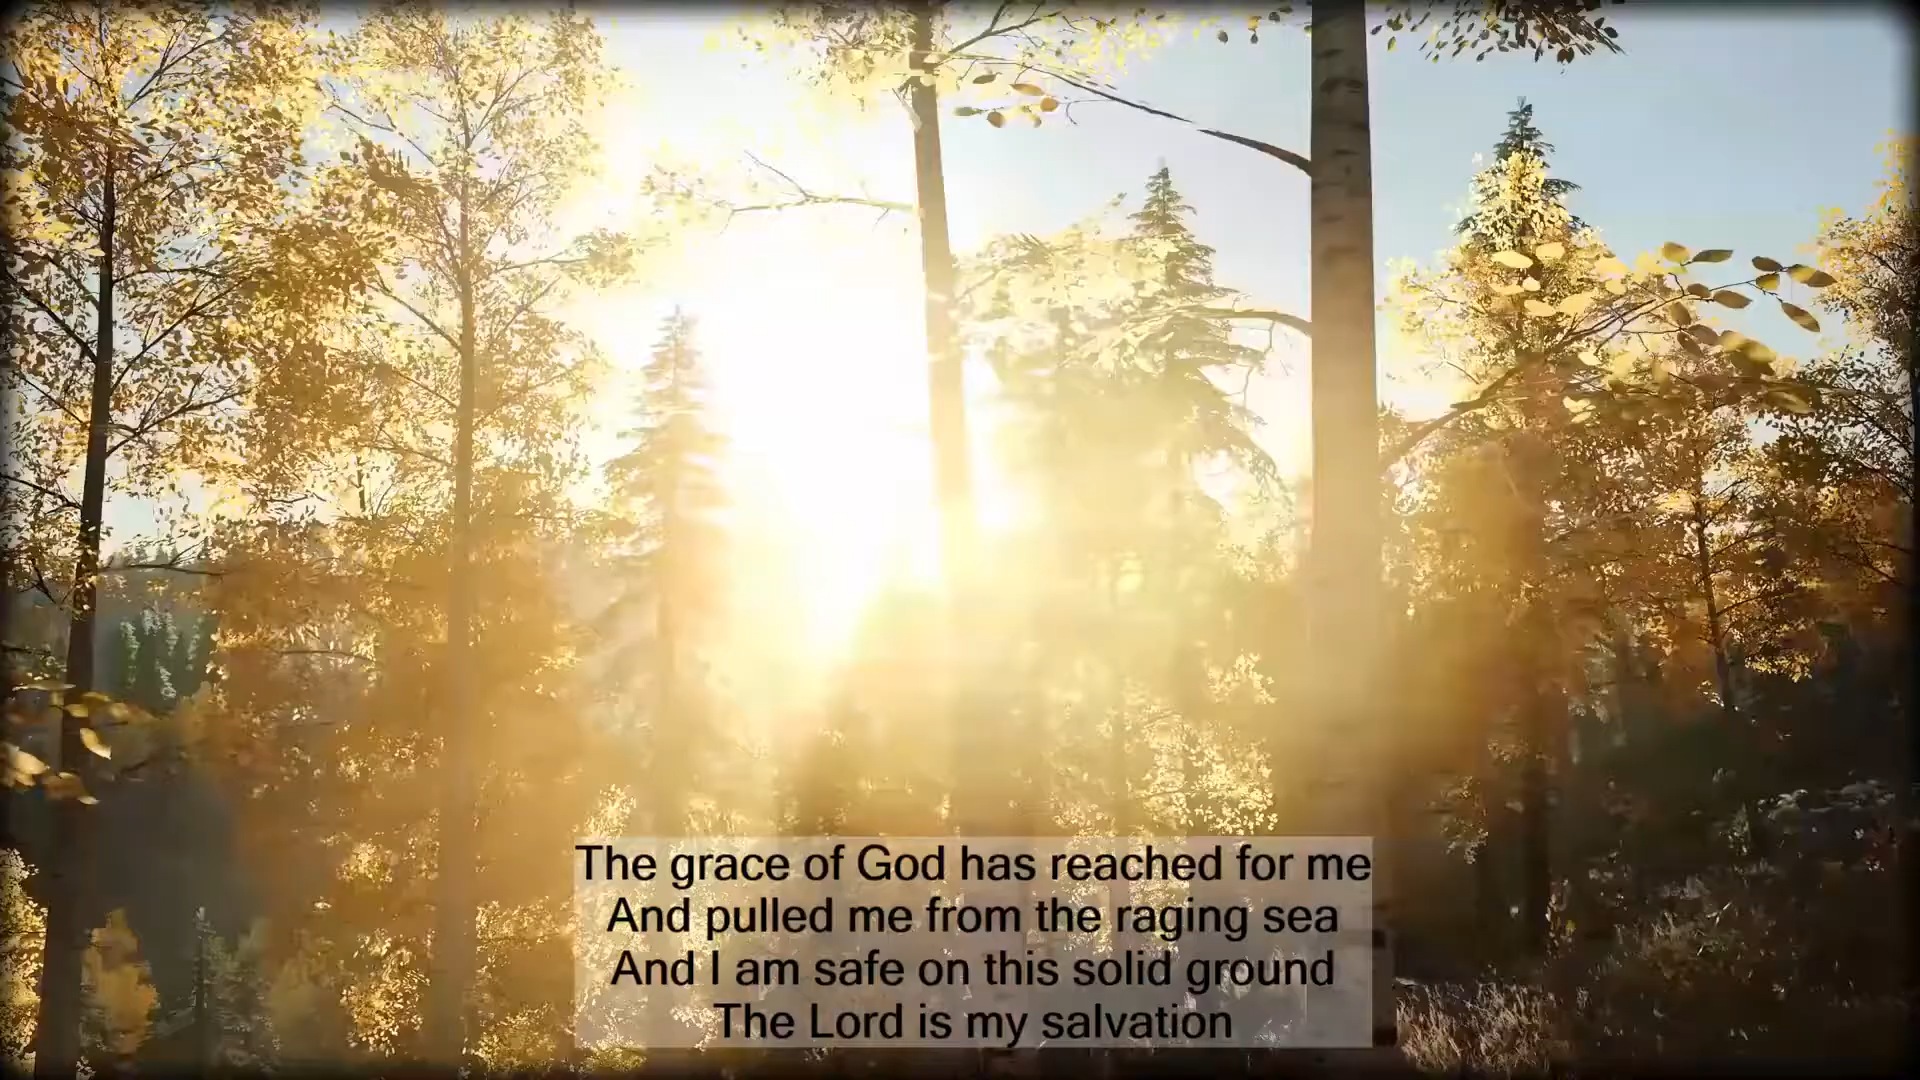 The grace of God has reached for me
And pulled me from the raging sea
And I am safe on this solid ground
The Lord is my salvation